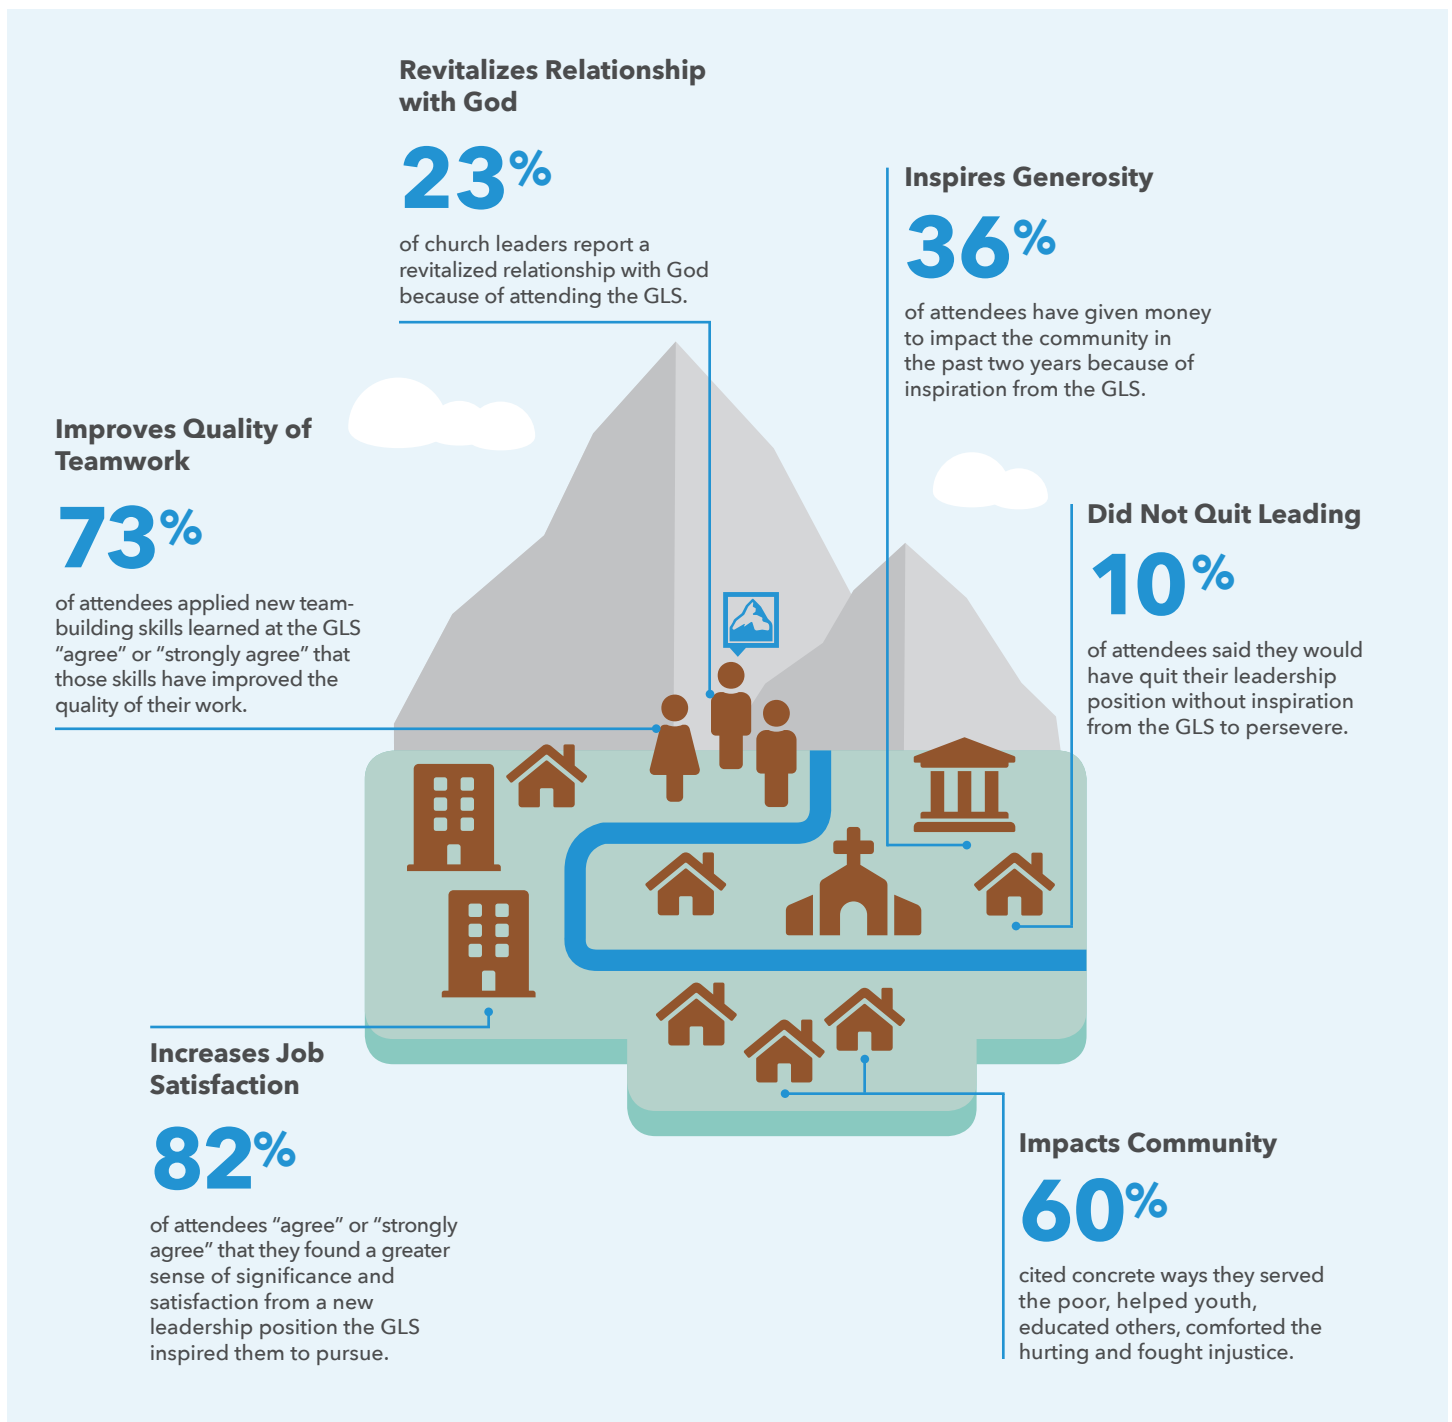 Revitalizes Relationship
with God
23%
of church leaders report a
revitalized relationship with God
because of attending the GLS.
Inspires Generosity
36%
of attendees have given money
to impact the community in
the past two years because of
inspiration from the GLS.
Improves Quality of
Teamwork
73%
of attendees applied new team-
building skills learned at the GLS
“agree” or “strongly agree” that
those skills have improved the
quality of their work.
Did Not Quit Leading
10%
of attendees said they would
have quit their leadership
position without inspiration
from the GLS to persevere.
Increases Job
Satisfaction
82%
of attendees “agree” or “strongly
agree” that they found a greater
sense of significance and
satisfaction from a new
leadership position the GLS
inspired them to pursue.
Impacts Community
60%
cited concrete ways they served
the poor, helped youth,
educated others, comforted the
hurting and fought injustice.